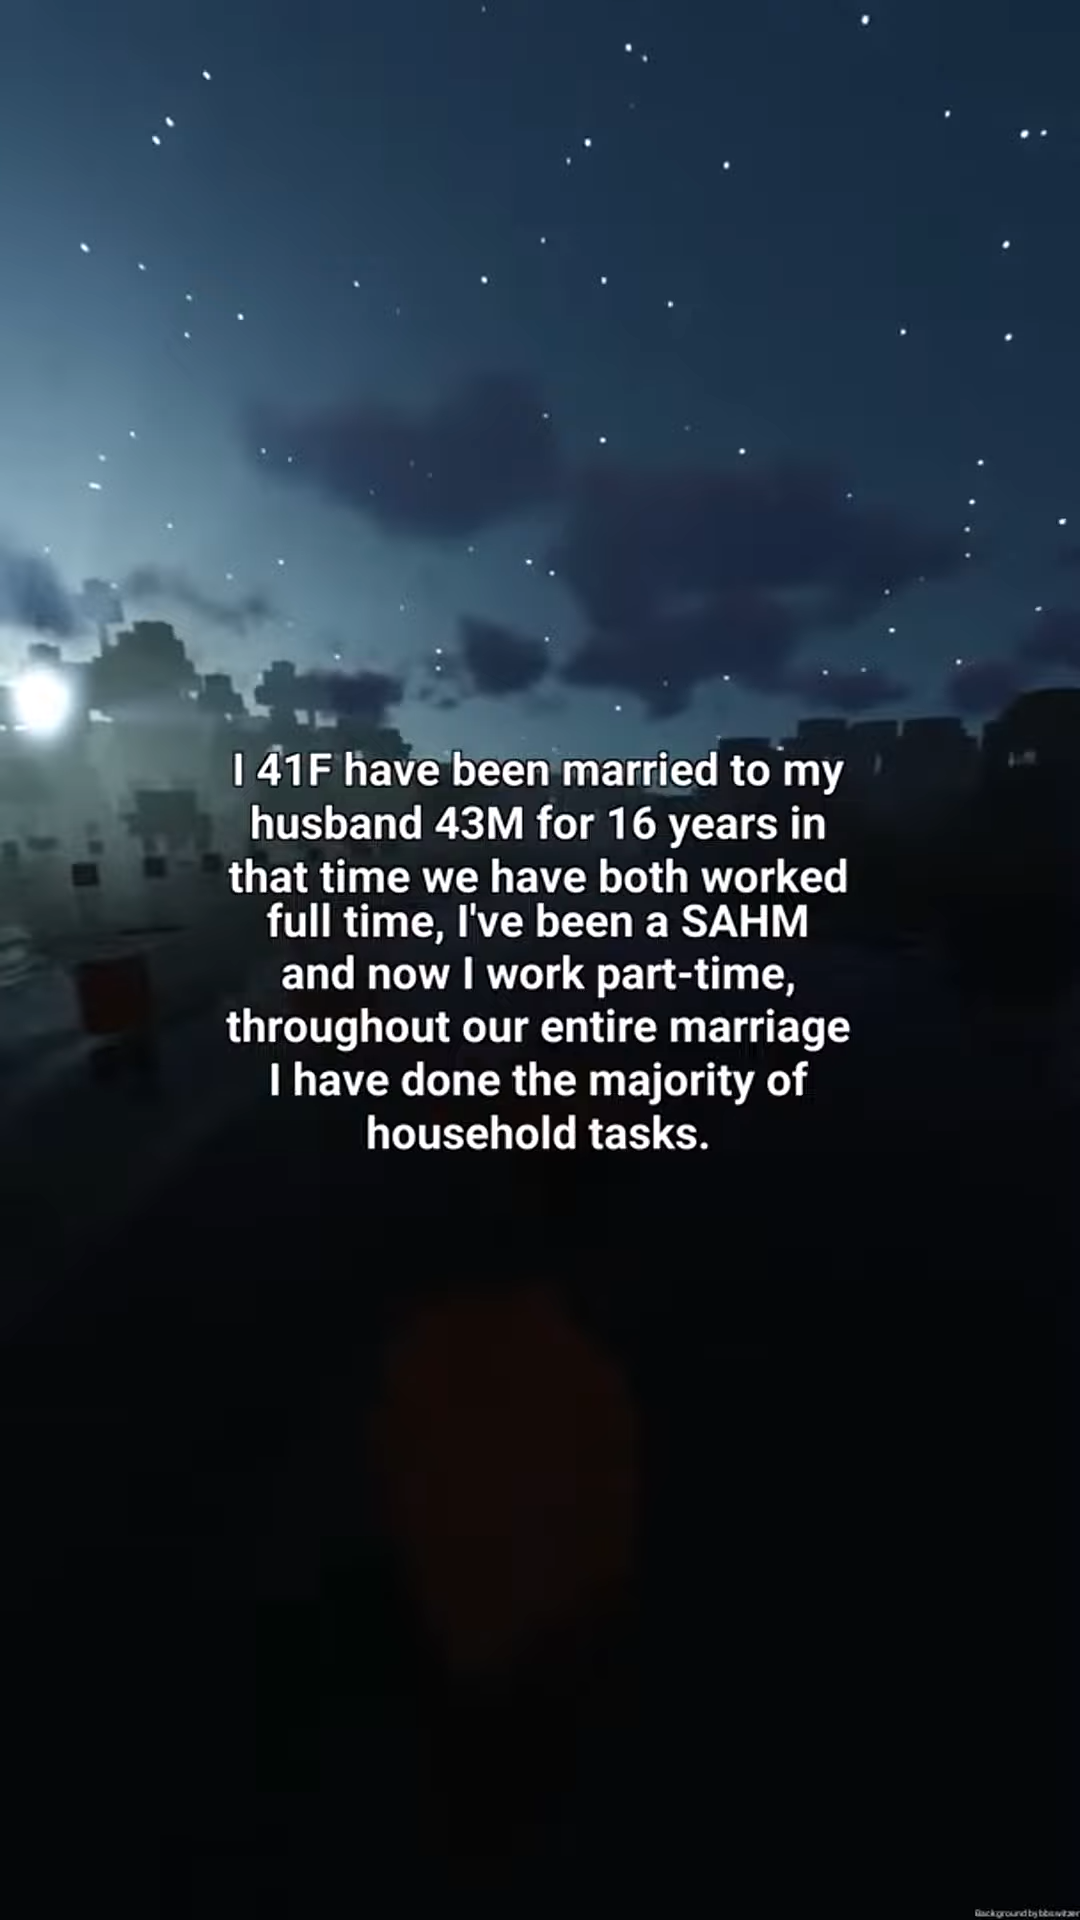 I 41F have been married to my
husband 43M for 16 years in
that time we have both worked
full time, I've been a SAHM
and now I work part-time,
throughout our entire marriage
I have done the majority of
household tasks.
Background by